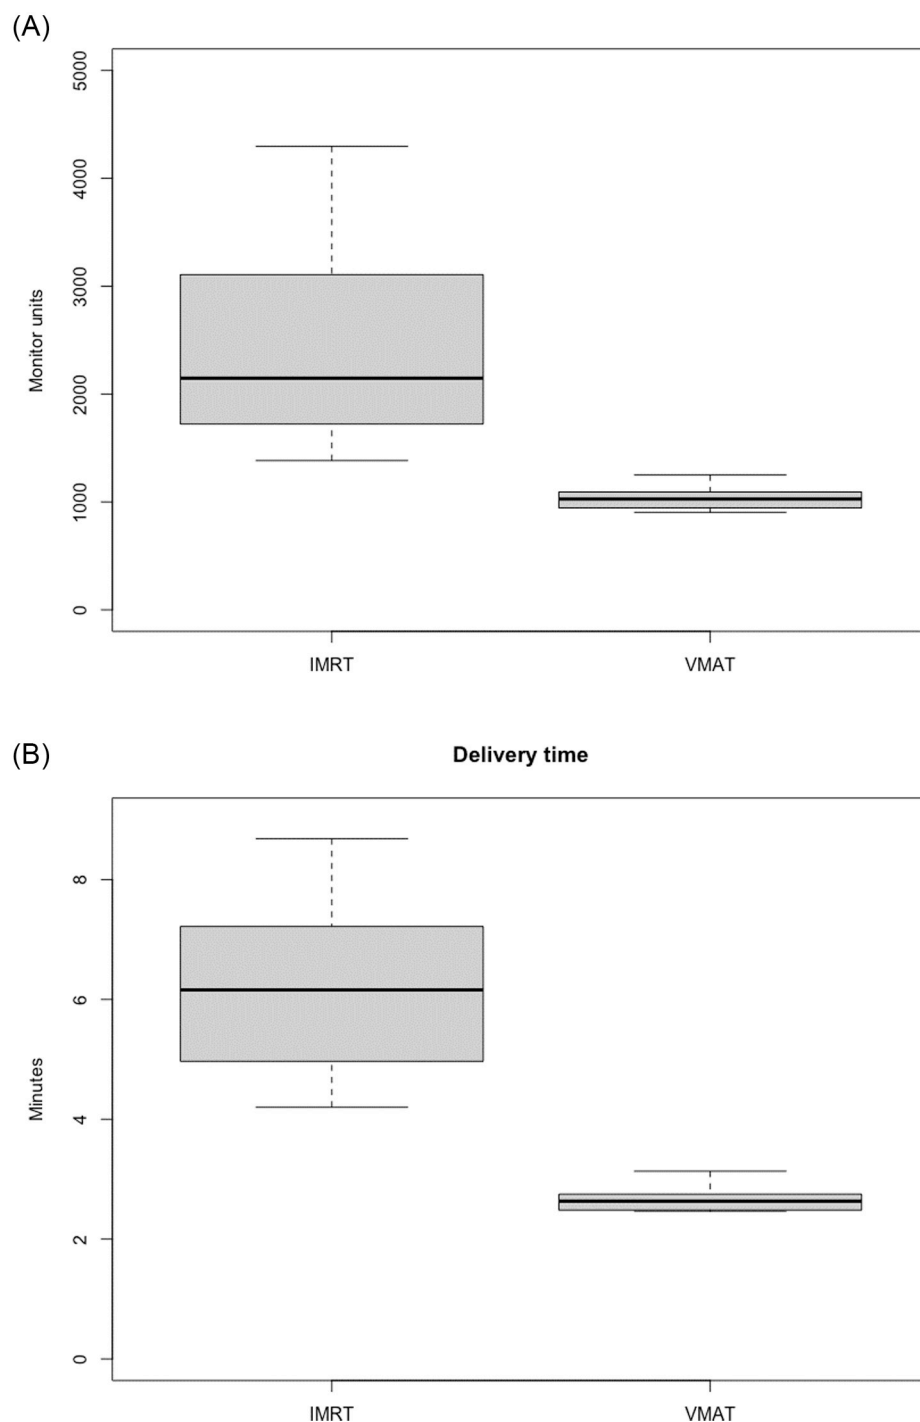 (A)
5000
4000
3000
2000
1000
0
Monitor units
IMRT VMAT
(B)
Delivery time
8
6
4
2
0
Minutes
IMRT VMAT